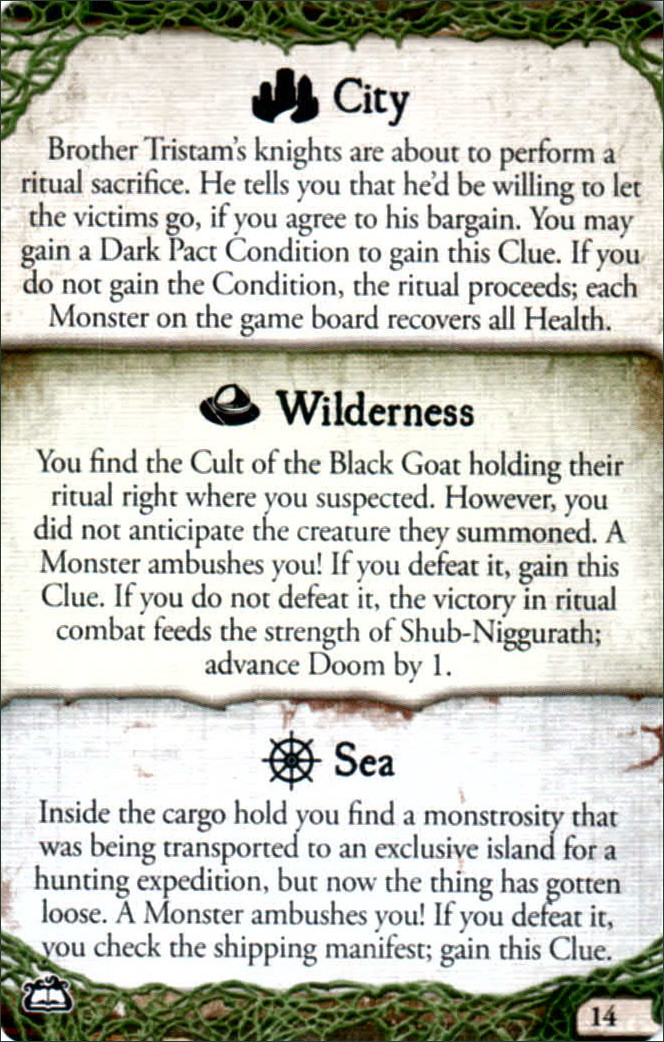 City
Brother Tristam's knights are about to perform a
ritual sacrifice. He tells you that he'd be willing to let
the victims go, if you agree to his bargain. You may
gain a Dark Pact Condition to gain this Clue. If you
do not gain the Condition, the ritual proceeds; each
Monster on the game board recovers all Health.
Wilderness
You find the Cult of the Black Goat holding their
ritual right where you suspected. However, you
did not anticipate the creature they summoned. A
Monster ambushes you! If you defeat it, gain this
Clue. If you do not defeat it, the victory in ritual
combat feeds the strength of Shub-Niggurath;
advance Doom by 1.
Sea
Inside the cargo hold you find a monstrosity that
was being transported to an exclusive island for a
hunting expedition, but now the thing has gotten
loose. A Monster ambushes you! If you defeat it,
you check the shipping manifest; gain this Clue.
14